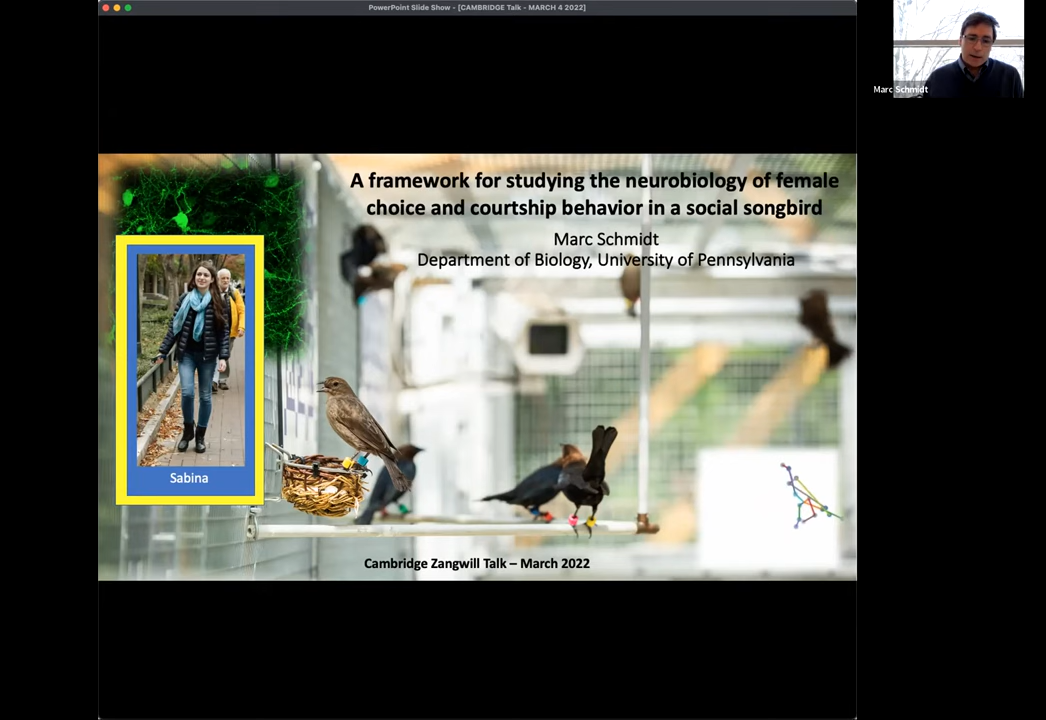 PowerPoint Slide Show - [CAMBRIDGE Talk - MARCH 4 2022]
Marc Schmidt
A framework for studying the neurobiology of female
choice and courtship behavior in a social songbird
Marc Schmidt
Department of Biology, University of Pennsylvania
Sabina
Cambridge Zangwill Talk – March 2022